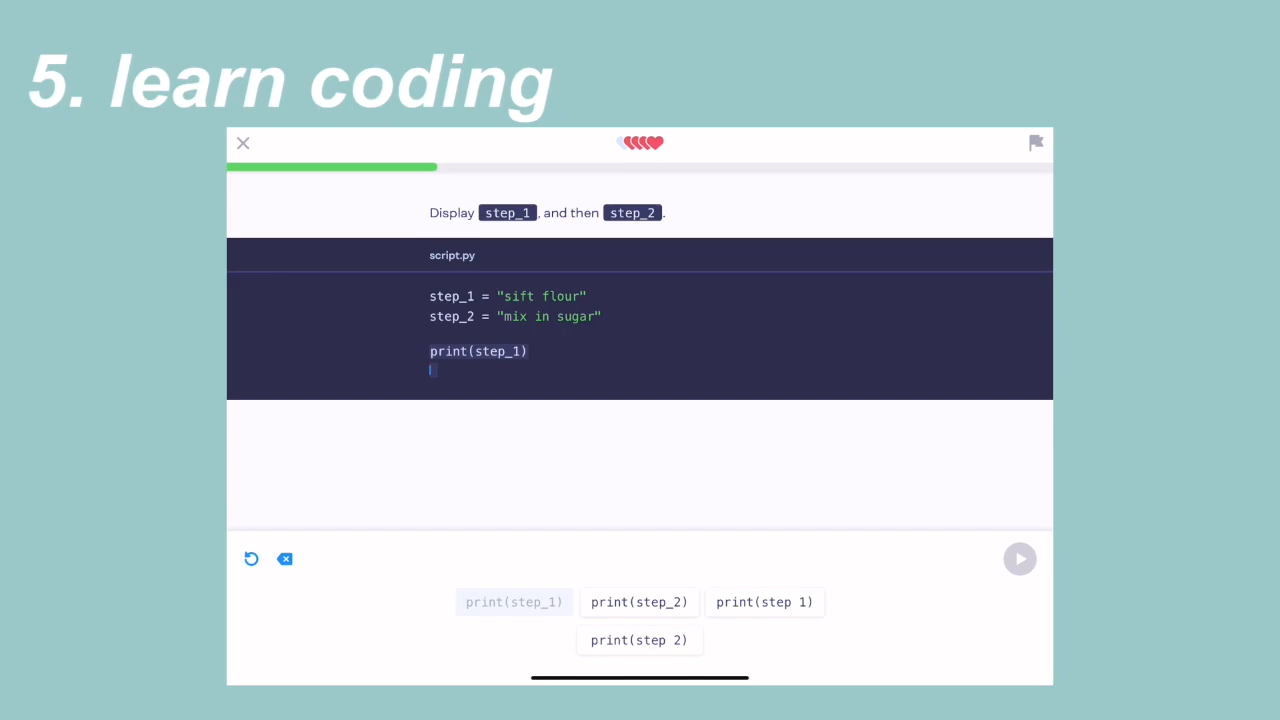 5. learn coding
Display step_1, and then step_2.
script.py
step_1 = "sift flour"
step_2 = "mix in sugar"
print(step_1)
print(step_1) print(step_2) print(step 1)
print(step 2)